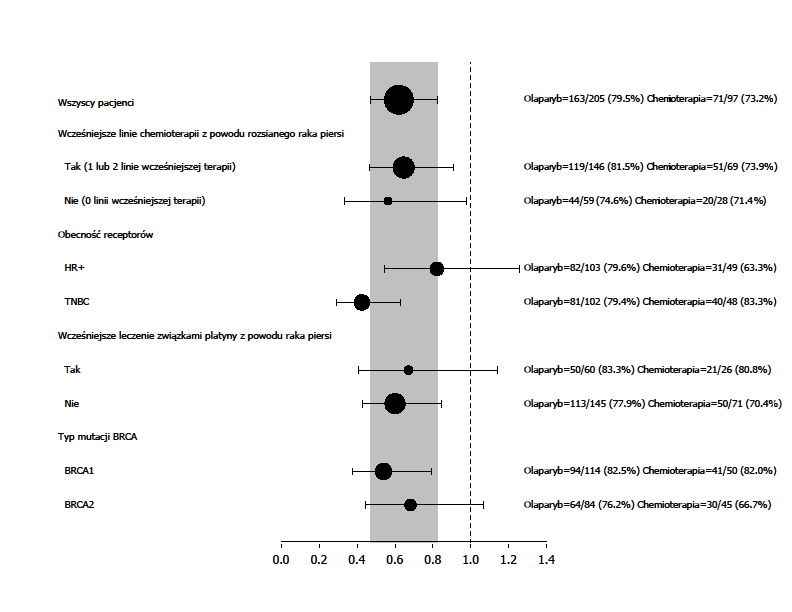 Wszyscy pacjenci Olaparyb=163/205 (79.5%) Chemioterapia=71/97 (73.2%)
Wcześniejsze linie chemioterapii z powodu rozsianego raka piersi
Tak (1 lub 2 linie wcześniejszej terapii) Olaparyb=119/146 (81.5%) Chemioterapia=51/69 (73.9%)
Nie (0 linii wcześniejszej terapii) Olaparyb=44/59 (74.6%) Chemioterapia=20/28 (71.4%)
Obecność receptorów
HR+ Olaparyb=82/103 (79.6%) Chemioterapia=31/49 (63.3%)
TNBC Olaparyb=81/102 (79.4%) Chemioterapia=40/48 (83.3%)
Wcześniejsze leczenie związkami platyny z powodu raka piersi
Tak Olaparyb=50/60 (83.3%) Chemioterapia=21/26 (80.8%)
Nie Olaparyb=113/145 (77.9%) Chemioterapia=50/71 (70.4%)
Typ mutacji BRCA
BRCA1 Olaparyb=94/114 (82.5%) Chemioterapia=41/50 (82.0%)
BRCA2 Olaparyb=64/84 (76.2%) Chemioterapia=30/45 (66.7%)
0.0 0.2 0.4 0.6 0.8 1.0 1.2 1.4